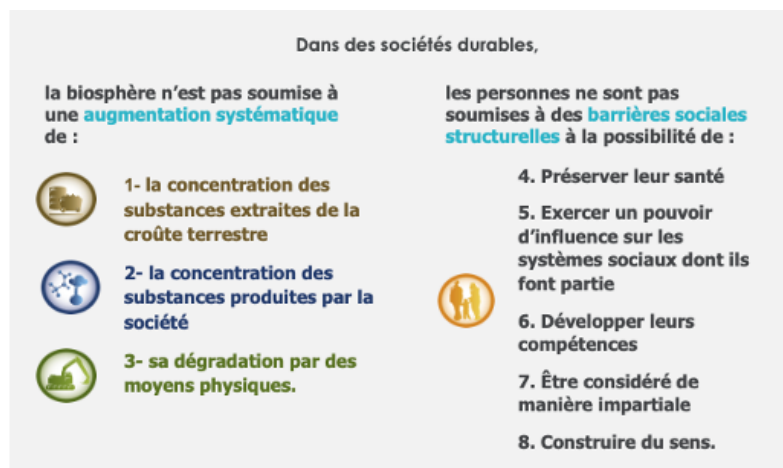 Dans des sociétés durables,
la biosphère n'est pas soumise à
une augmentation systématique
de :
1- la concentration des
substances extraites de la
croûte terrestre
2- la concentration des
substances produites par la
société
3- sa dégradation par des
moyens physiques.
les personnes ne sont pas
soumises à des barrières sociales
structurelles à la possibilité de :
4. Préserver leur santé
5. Exercer un pouvoir
d'influence sur les
systèmes sociaux dont ils
font partie
6. Développer leurs
compétences
7. Être considéré de
manière impartiale
8. Construire du sens.